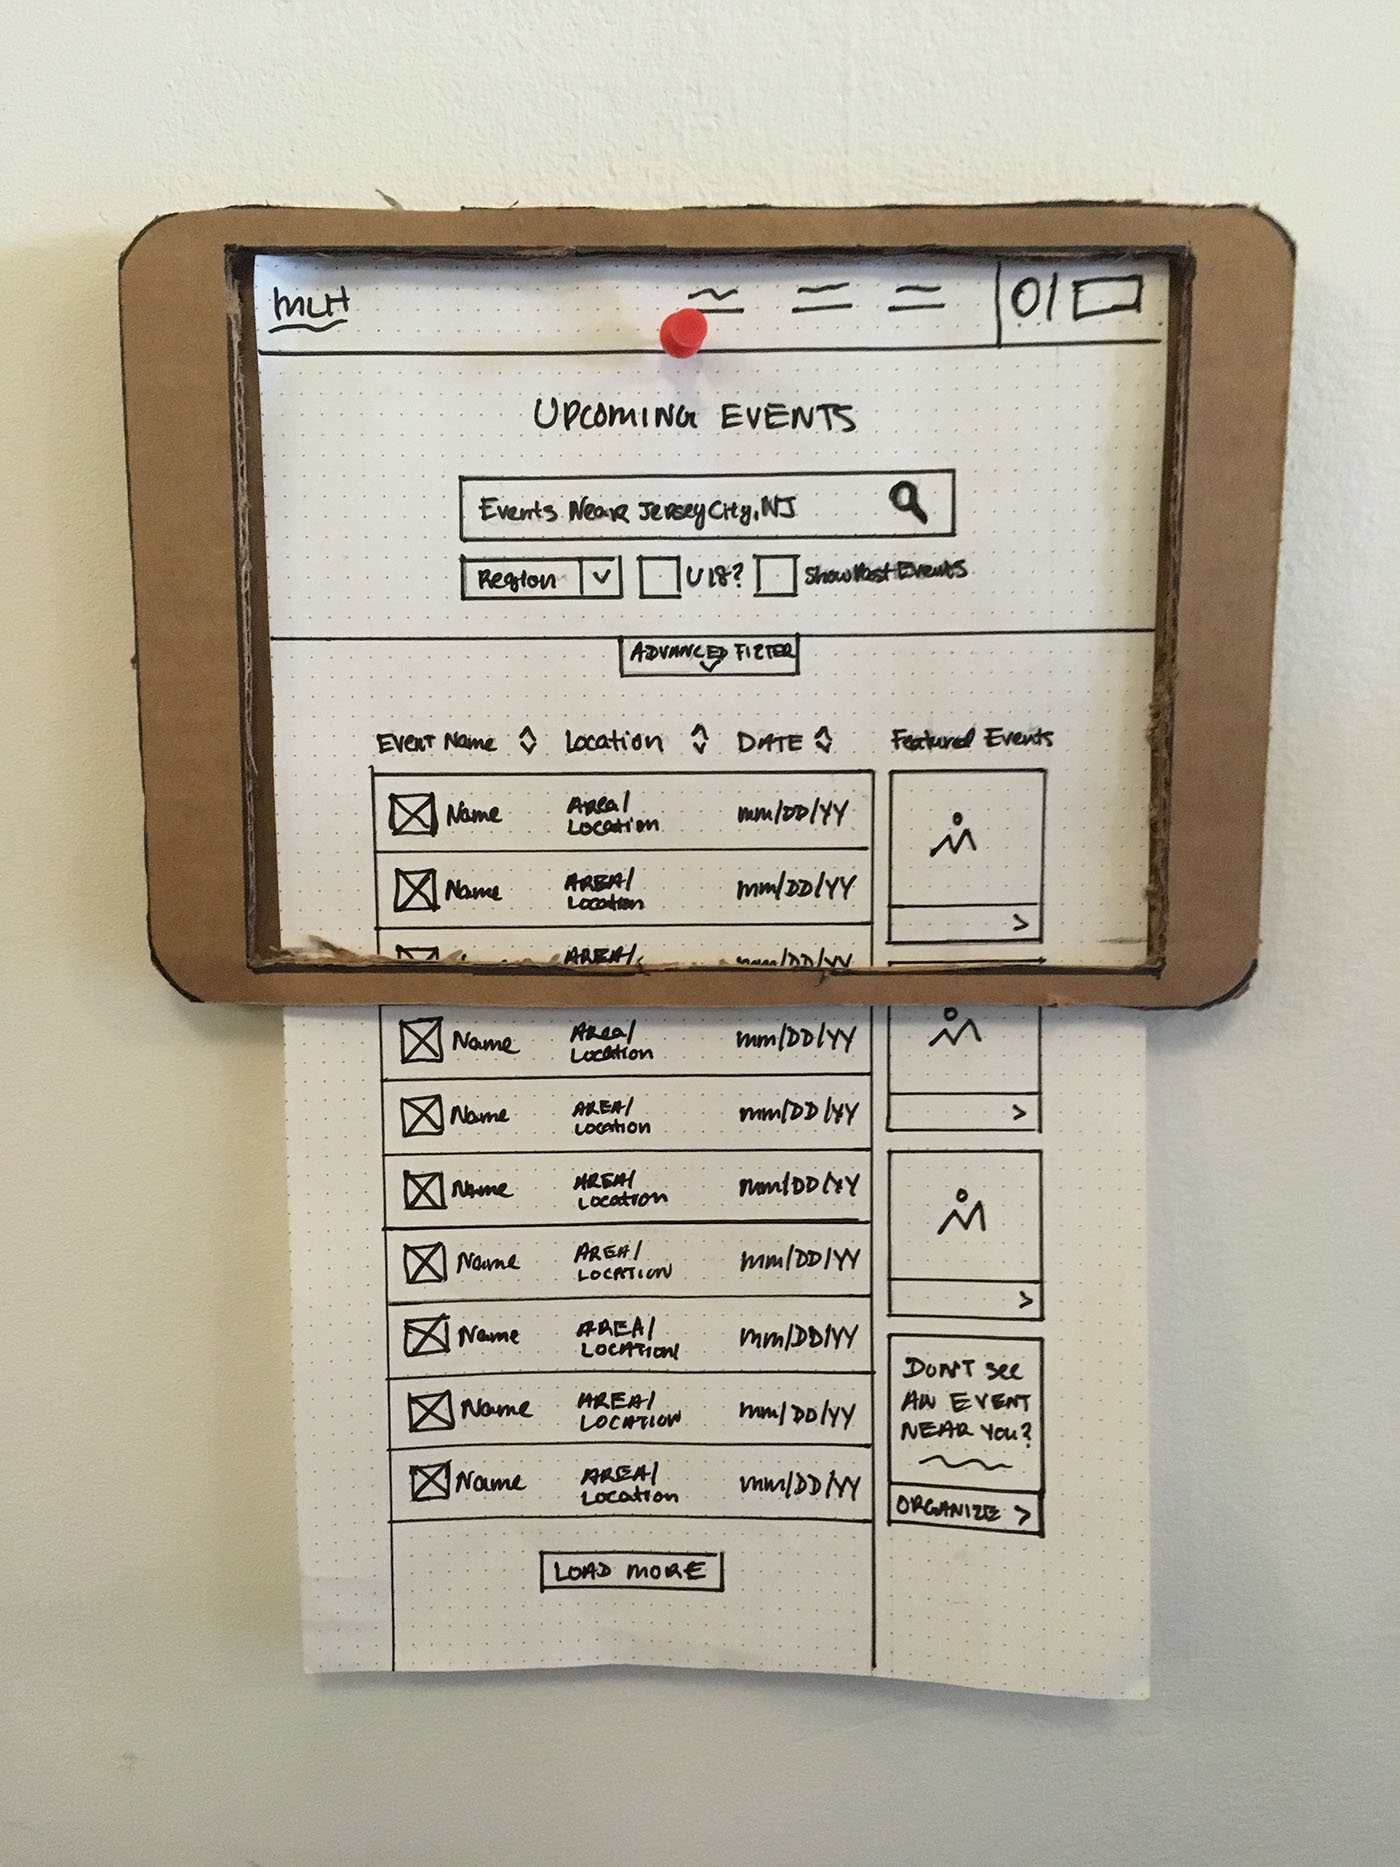 MLH
UPCOMING EVENTS
Events Near Jersey City, NJ
Region U18? Show Past Events
ADVANCED FILTER
Event Name Location DATE Featured Events
Name Area/ mm/DD/YY
Location
Name AREA/ mm/DD/YY
Location
AREA/ mm/DD/YY
Name Area/ mm/DD/YY
Location
Name AREA/ mm/DD/YY
Location
Name AREA/ mm/DD/YY
Location
Name AREA/ mm/DD/YY
LOCATION
Name AREA/ mm/DD/YY
LOCATION
Name AREA/ mm/DD/YY
LOCATION
Name AREA/ mm/DD/YY
Location
DON'T see
AN EVENT
NEAR You?
ORGANIZE >
LOAD MORE